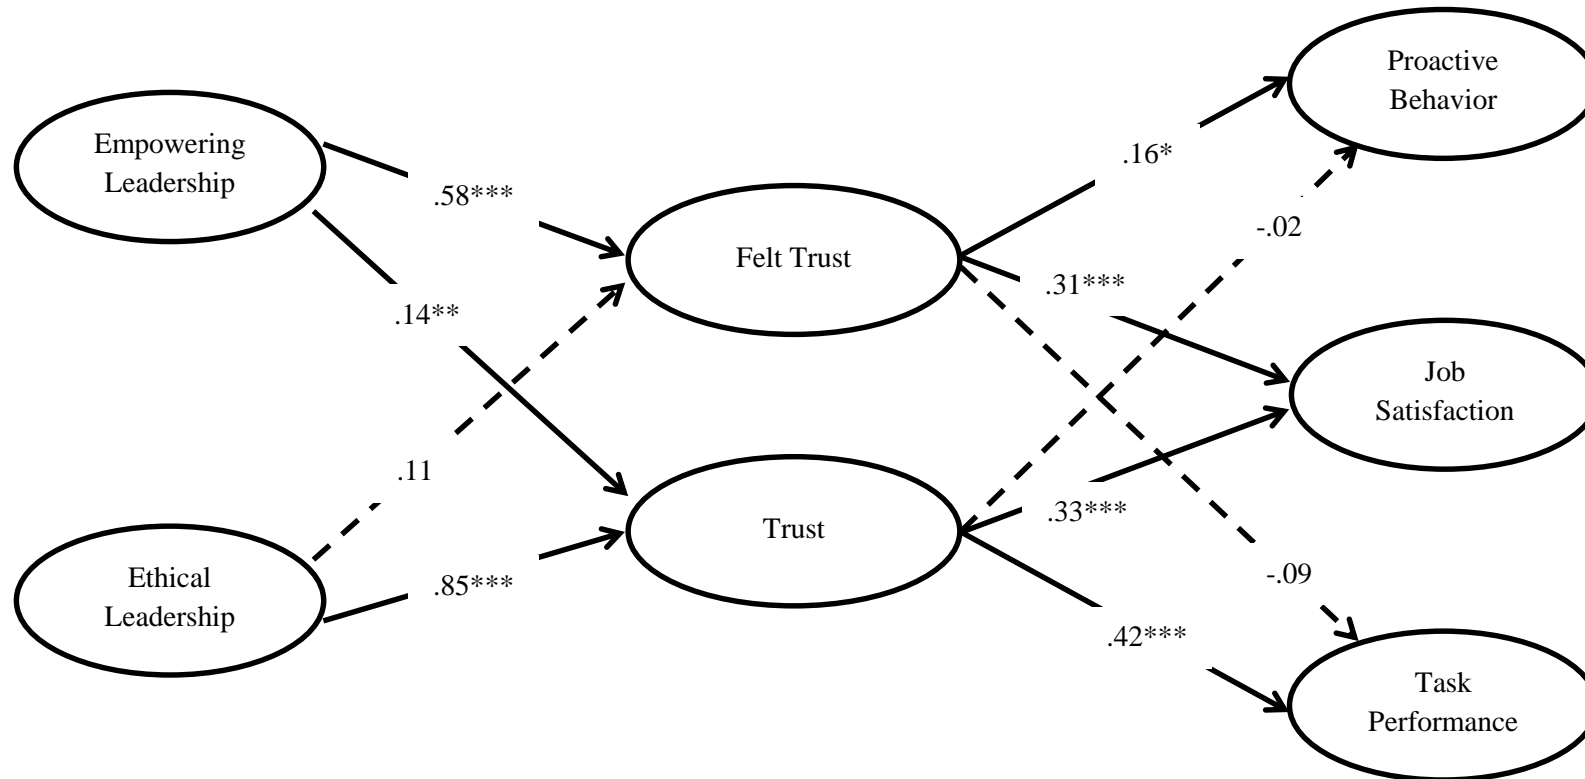 Proactive
Behavior
Empowering
Leadership
.16*
.58***
-.02
Felt Trust
.31***
.14**
Job
Satisfaction
.11
.33***
Trust
Ethical
Leadership
.85***
-.09
.42***
Task
Performance